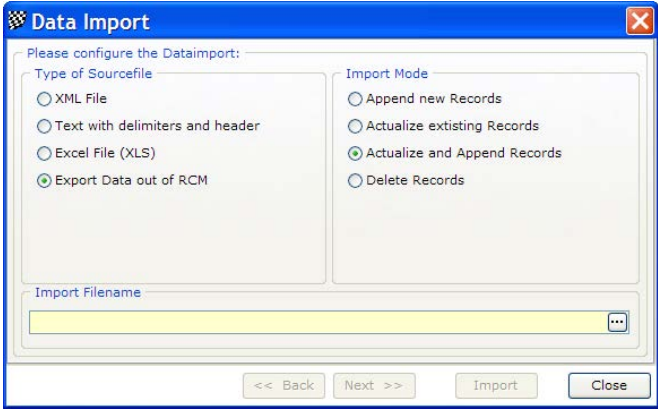 Data Import
Please configure the Dataimport:
Type of Sourcefile
XML File
Text with delimiters and header
Excel File (XLS)
Export Data out of RCM
Import Mode
Append new Records
Actualize extisting Records
Actualize and Append Records
Delete Records
Import Filename
...
<< Back
Next >>
Import
Close